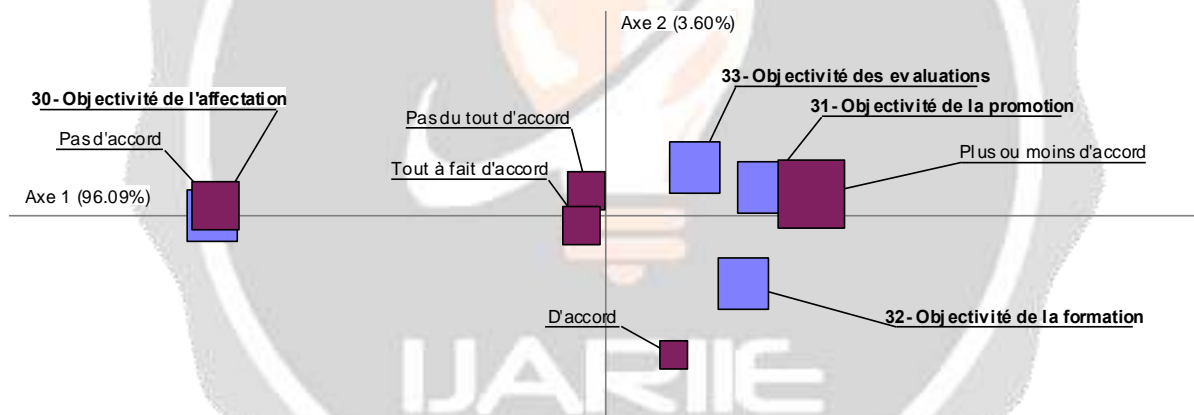 Axe 2 (3.60%)
33- Objectivité des evaluations
30- Objectivité de l'affectation
31- Objectivité de la promotion
Pas du tout d'accord
Pas d'accord
Plus ou moins d'accord
Tout à fait d'accord
Axe 1 (96.09%)
D'accord
32- Objectivité de la formation
IJARIIE